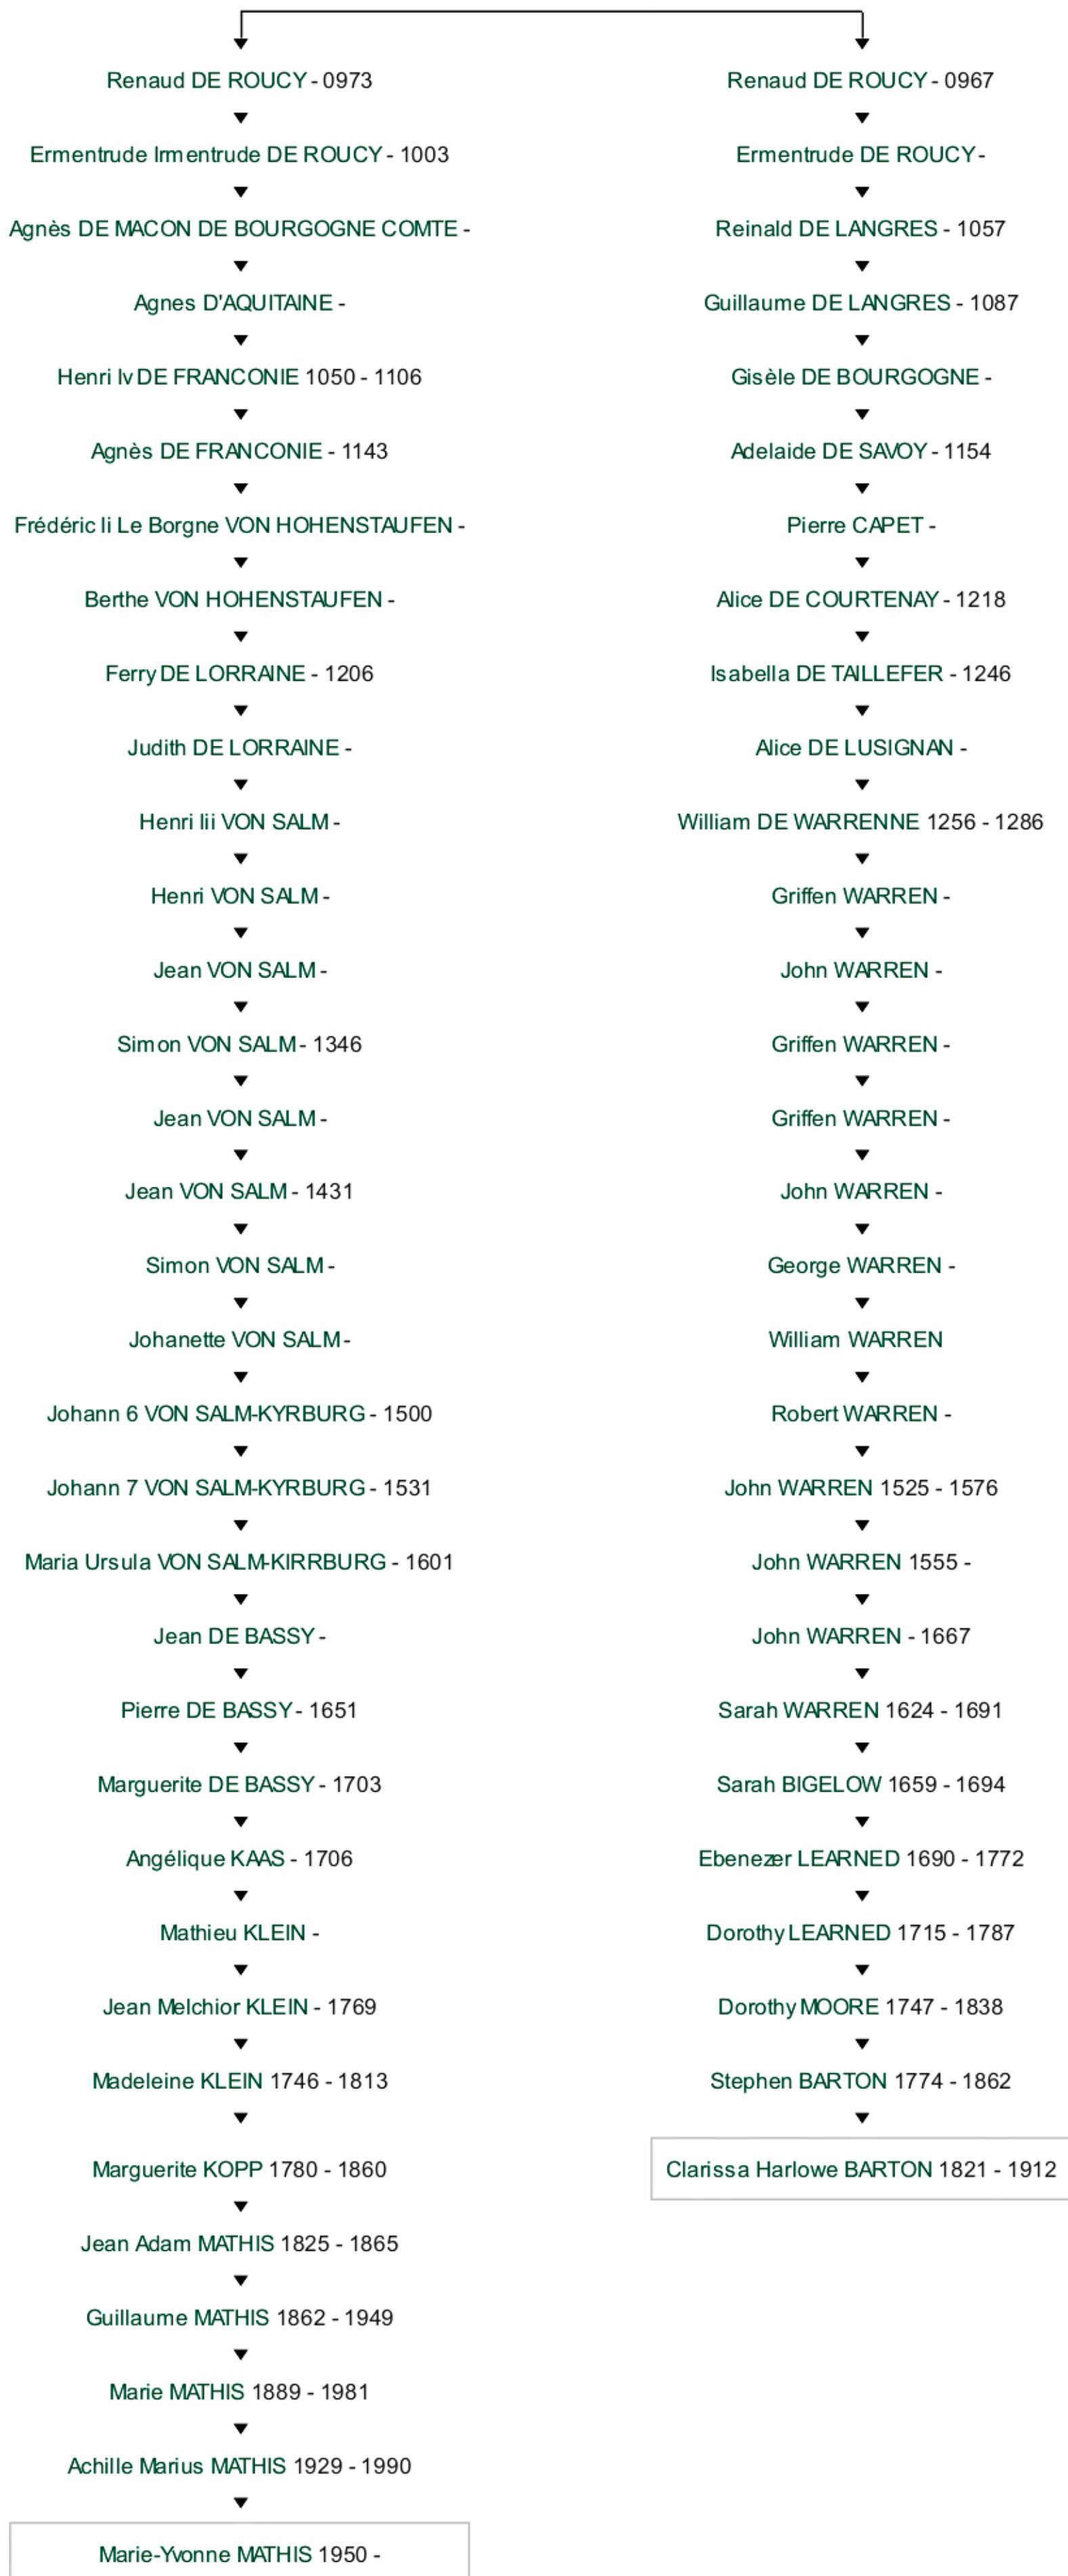 Renaud DE ROUCY - 0973
Ermentrude Irmentrude DE ROUCY - 1003
Agnès DE MACON DE BOURGOGNE COMTE -
Agnes D'AQUITAINE -
Henri Iv DE FRANCONIE 1050 - 1106
Agnès DE FRANCONIE - 1143
Frédéric Ii Le Borgne VON HOHENSTAUFEN -
Berthe VON HOHENSTAUFEN -
Ferry DE LORRAINE - 1206
Judith DE LORRAINE -
Henri Iii VON SALM -
Henri VON SALM -
Jean VON SALM -
Simon VON SALM - 1346
Jean VON SALM -
Jean VON SALM - 1431
Simon VON SALM -
Johanette VON SALM -
Johann 6 VON SALM-KYRBURG - 1500
Johann 7 VON SALM-KYRBURG - 1531
Maria Ursula VON SALM-KIRRBURG - 1601
Jean DE BASSY -
Pierre DE BASSY - 1651
Marguerite DE BASSY - 1703
Angélique KAAS - 1706
Mathieu KLEIN -
Jean Melchior KLEIN - 1769
Madeleine KLEIN 1746 - 1813
Marguerite KOPP 1780 - 1860
Jean Adam MATHIS 1825 - 1865
Guillaume MATHIS 1862 - 1949
Marie MATHIS 1889 - 1981
Achille Marius MATHIS 1929 - 1990
Marie-Yvonne MATHIS 1950 -
Renaud DE ROUCY - 0967
Ermentrude DE ROUCY -
Reinald DE LANGRES - 1057
Guillaume DE LANGRES - 1087
Gisèle DE BOURGOGNE -
Adelaide DE SAVOY - 1154
Pierre CAPET -
Alice DE COURTENAY - 1218
Isabella DE TAILLEFER - 1246
Alice DE LUSIGNAN -
William DE WARRENNE 1256 - 1286
Griffen WARREN -
John WARREN -
Griffen WARREN -
Griffen WARREN -
John WARREN -
George WARREN -
William WARREN
Robert WARREN -
John WARREN 1525 - 1576
John WARREN 1555 -
John WARREN - 1667
Sarah WARREN 1624 - 1691
Sarah BIGELOW 1659 - 1694
Ebenezer LEARNED 1690 - 1772
Dorothy LEARNED 1715 - 1787
Dorothy MOORE 1747 - 1838
Stephen BARTON 1774 - 1862
Clarissa Harlowe BARTON 1821 - 1912